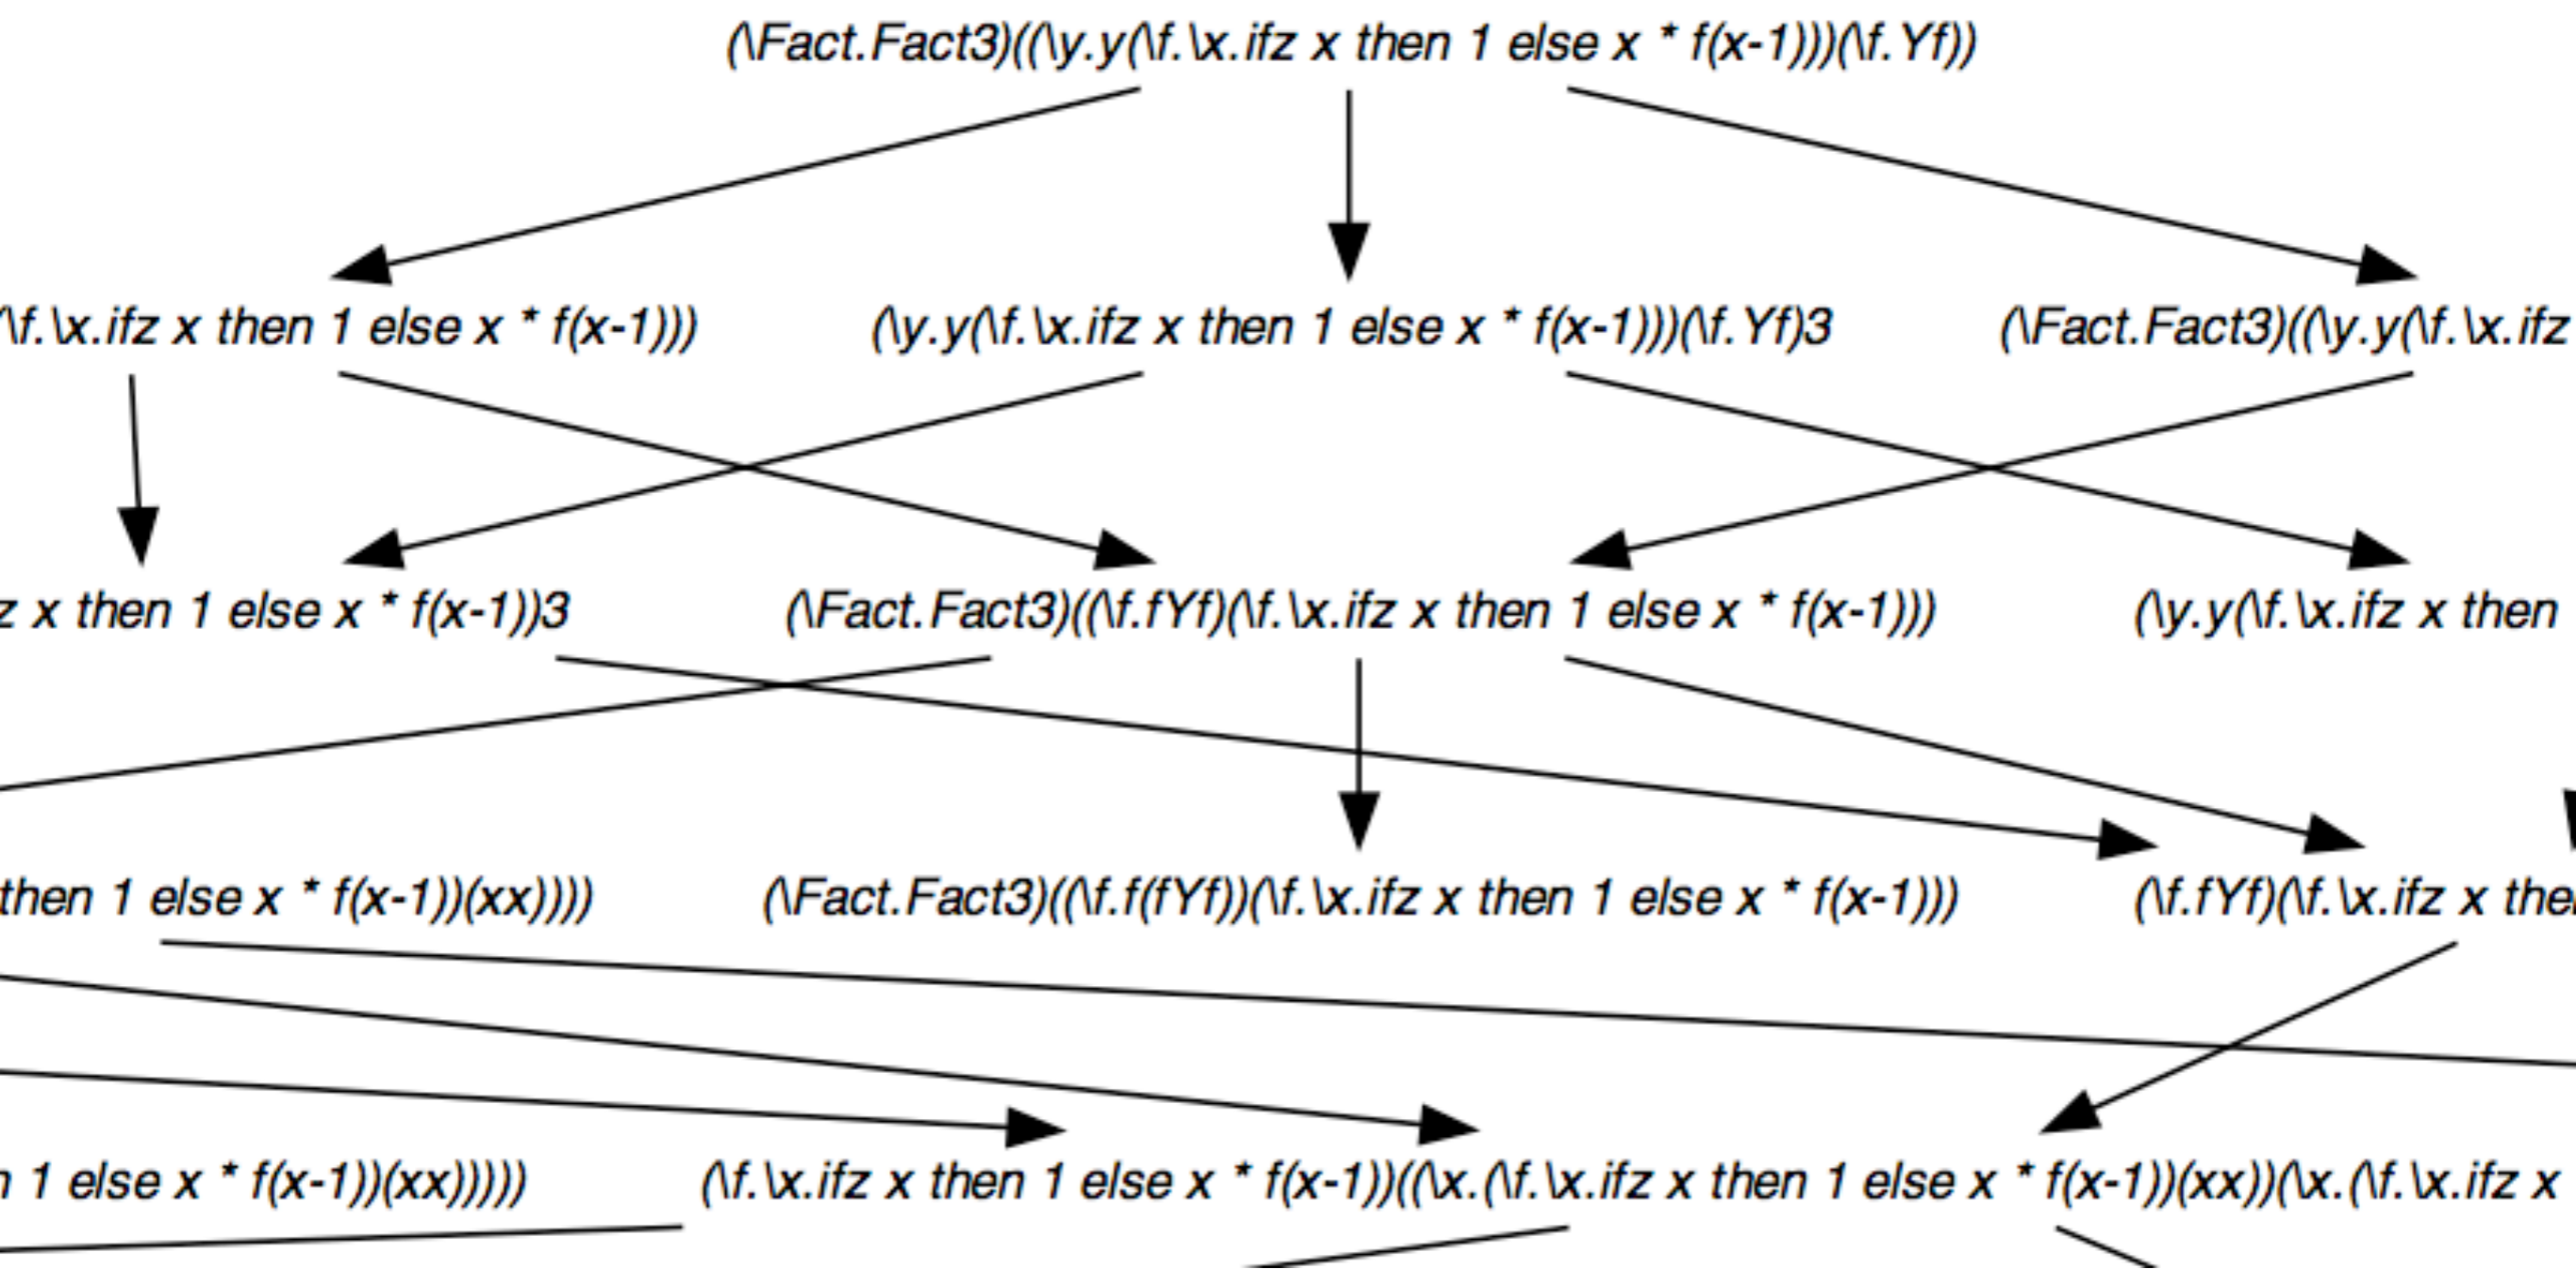 (\Fact.Fact3)((\y.y(\f.\x.ifz x then 1 else x * f(x-1)))(\f.Yf))
\f.\x.ifz x then 1 else x * f(x-1))) (\y.y(\f.\x.ifz x then 1 else x * f(x-1)))(\f.Yf)3 (\Fact.Fact3)((\y.y(\f.\x.ifz
z x then 1 else x * f(x-1))3 (\Fact.Fact3)((\f.fYf)(\f.\x.ifz x then 1 else x * f(x-1))) (\y.y(\f.\x.ifz x then
then 1 else x * f(x-1))(xx)))) (\Fact.Fact3)((\f.f(fYf))(\f.\x.ifz x then 1 else x * f(x-1))) (\f.fYf)(\f.\x.ifz x the
1 else x * f(x-1))(xx))))) (\f.\x.ifz x then 1 else x * f(x-1))((\x.(\f.\x.ifz x then 1 else x * f(x-1))(xx))(\x.(\f.\x.ifz x